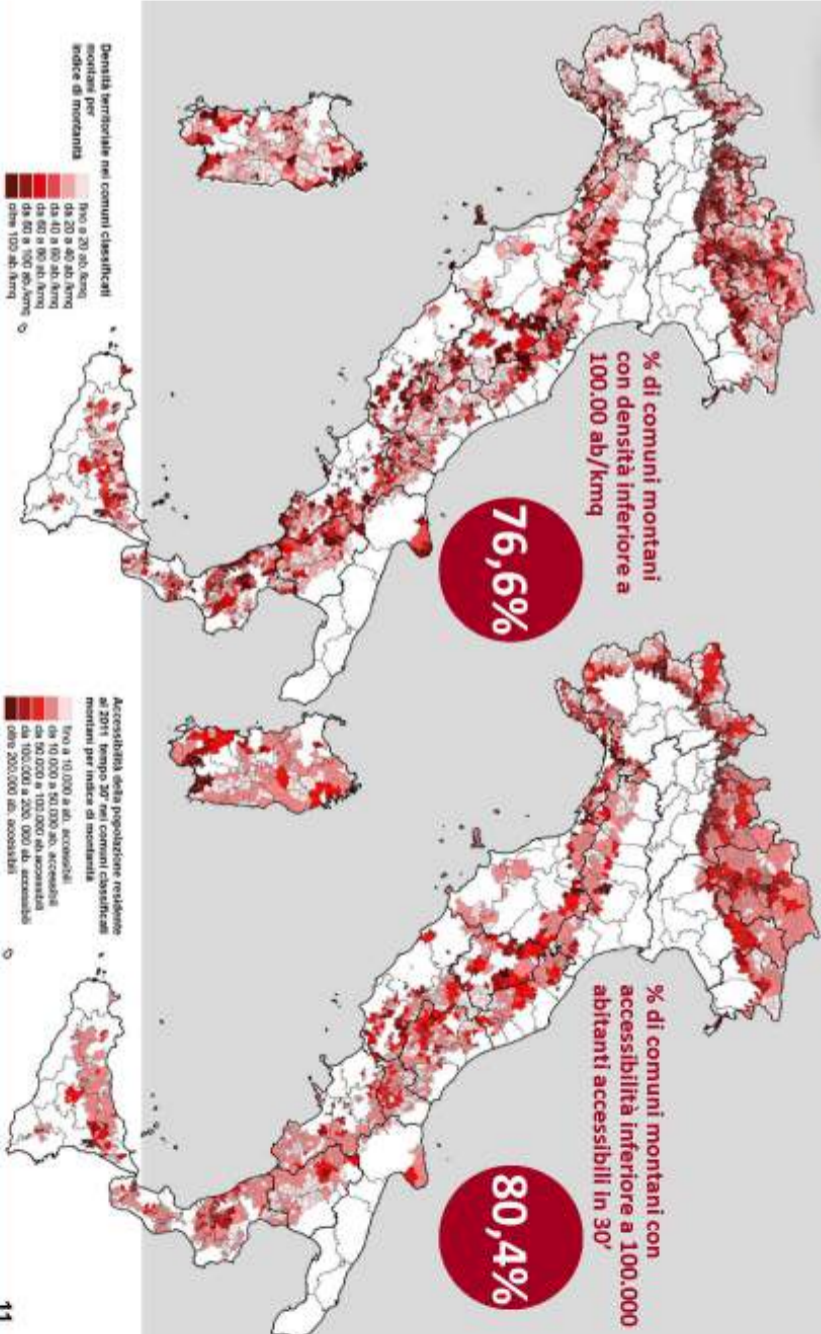 % di comuni montani
con densità inferiore a
100.00 ab/kmq
76,6%
Densità territoriale nei comuni classificati
montani per
indice di montanità
fino a 20 ab./kmq
da 20 a 40 ab./kmq
da 40 a 60 ab./kmq
da 60 a 80 ab./kmq
da 80 a 100 ab./kmq
oltre 100 ab./kmq
% di comuni montani con
accessibilità inferiore a 100.000
abitanti accessibili in 30'
80,4%
Accessibilità della popolazione residente
al 2011 tempo 30' nei comuni classificati
montani per indice di montanità
fino a 10.000 a ab. accessibili
da 10.000 a 50.000 ab. accessibili
da 50.000 a 100.000 ab.accessibili
da 100.000 a 200. 000 ab. accessibili
oltre 200.000 ab. accessibili
11